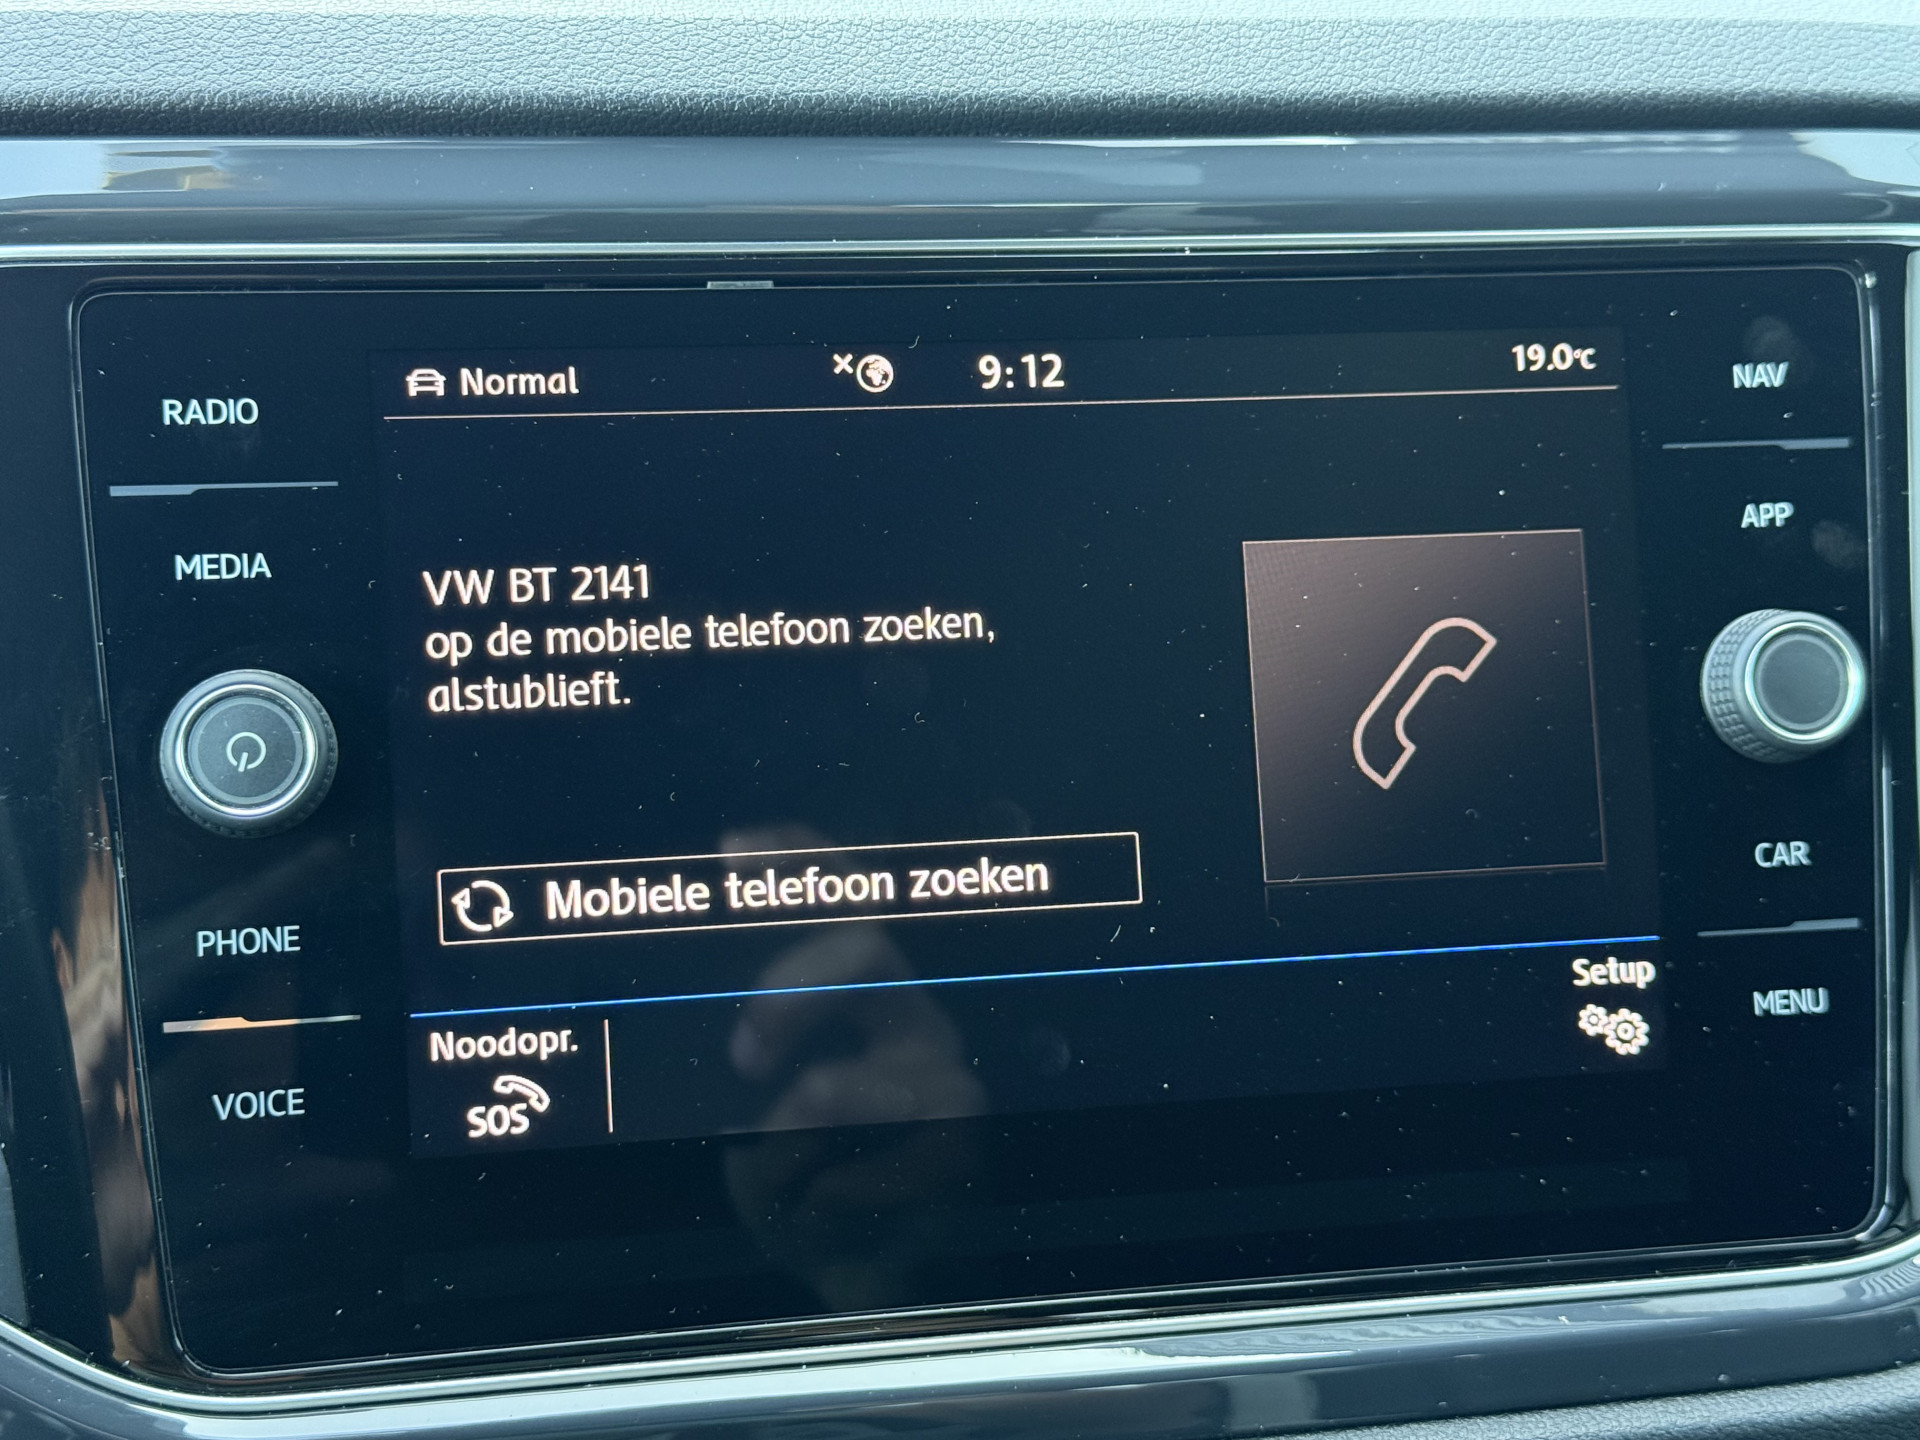 Normal
9:12
19.0°C
RADIO
MEDIA
PHONE
VOICE
VW BT 2141
op de mobiele telefoon zoeken,
alstublieft.
Mobiele telefoon zoeken
Noodopr.
SOS
Setup
NAV
APP
CAR
MENU